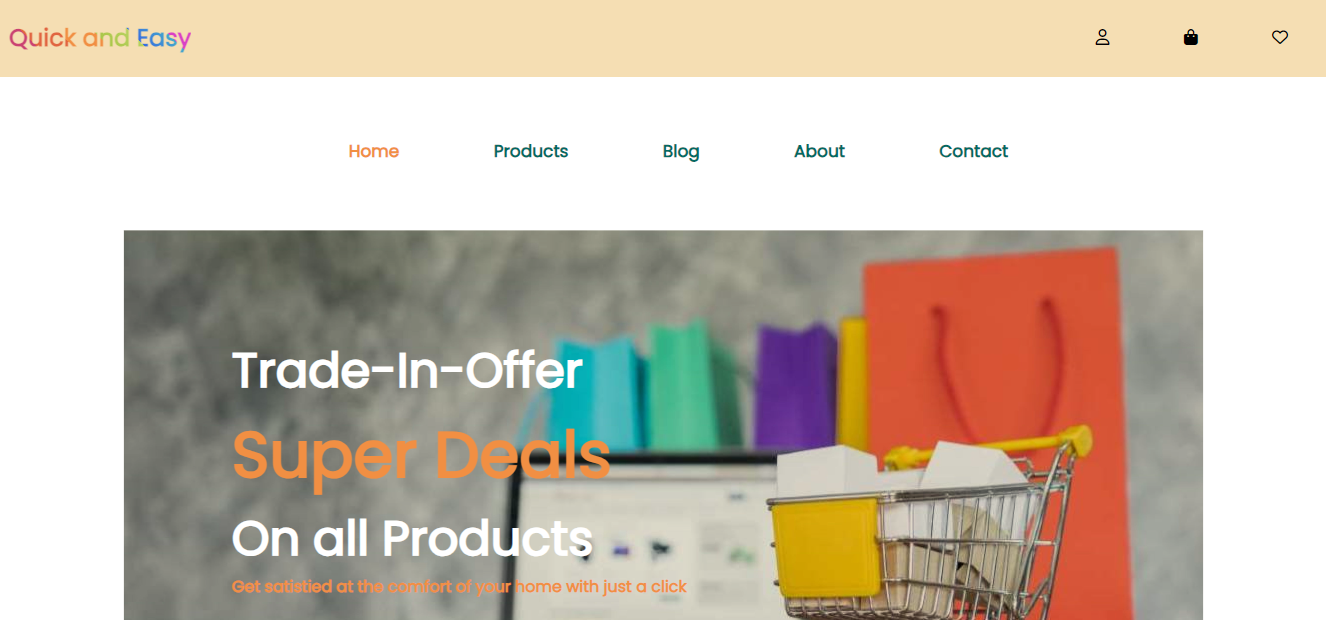 Quick and Easy
Home Products Blog About Contact
Trade-In-Offer
Super Deals
On all Products
Get satistied at the comfort of your home with just a click